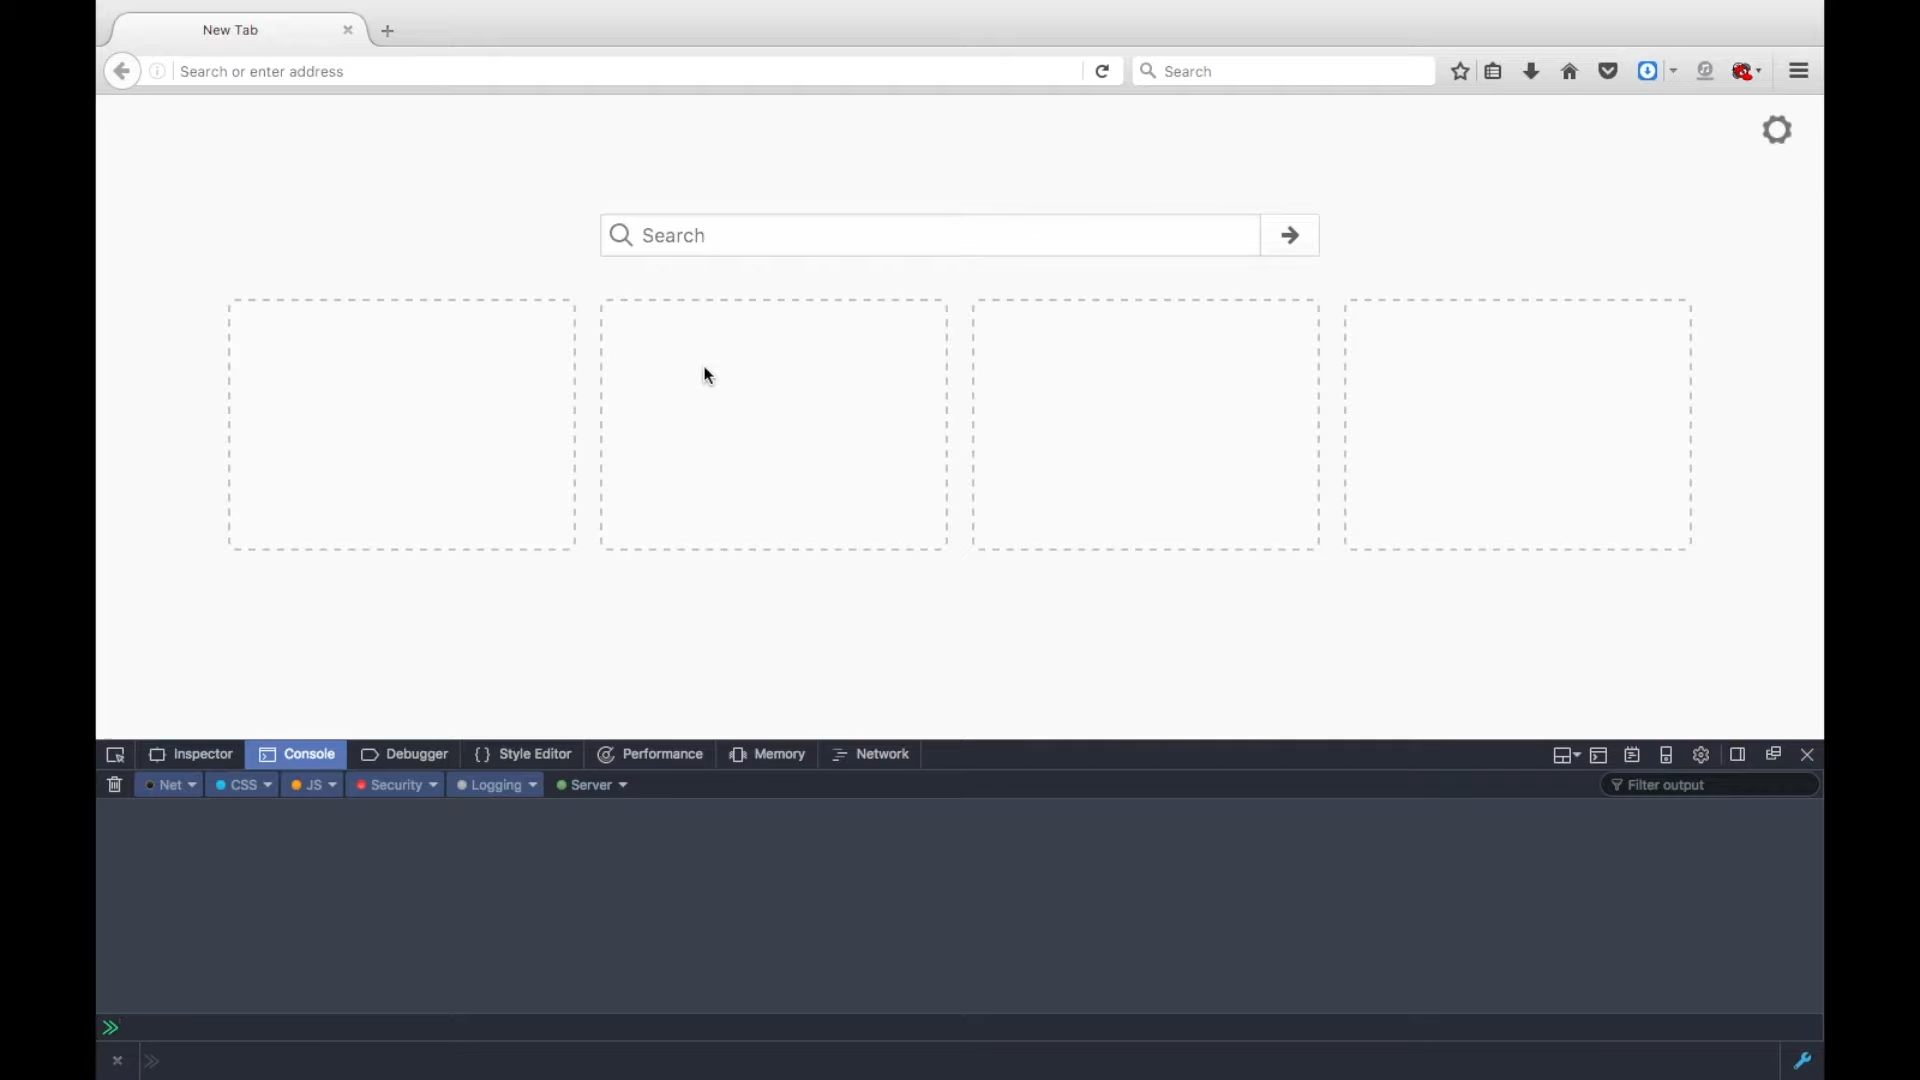 New Tab
Search or enter address
Search
Search
Inspector
Console
Debugger
Style Editor
Performance
Memory
Network
Net
CSS
JS
Security
Logging
Server
Filter output